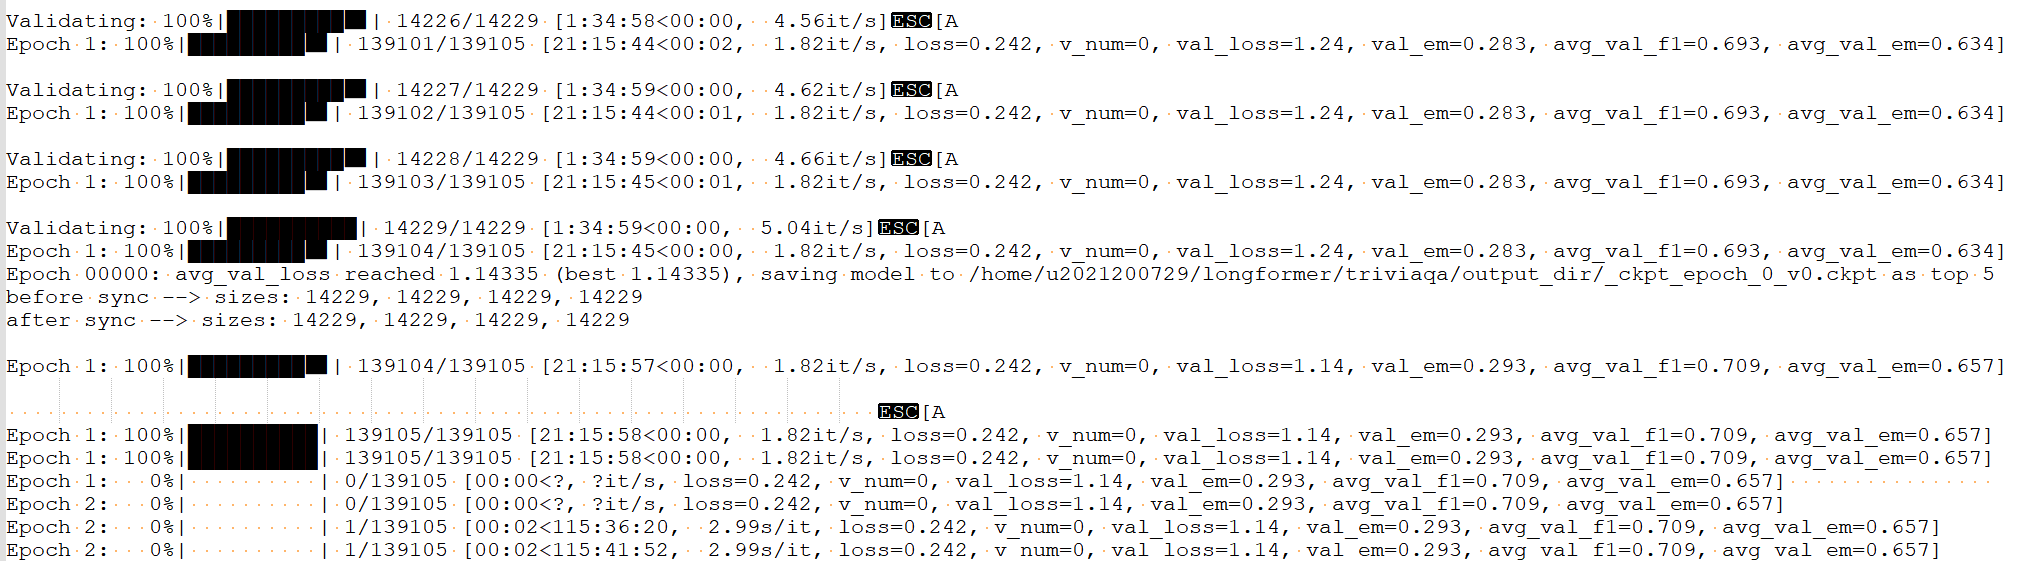 Validating: 100%|██████████| 14226/14229 [1:34:58<00:00,  4.56it/s]ESC[A
Epoch 1: 100%|██████████| 139101/139105 [21:15:44<00:02,  1.82it/s, loss=0.242, v_num=0, val_loss=1.24, val_em=0.283, avg_val_f1=0.693, avg_val_em=0.634]
Validating: 100%|██████████| 14227/14229 [1:34:59<00:00,  4.62it/s]ESC[A
Epoch 1: 100%|██████████| 139102/139105 [21:15:44<00:01,  1.82it/s, loss=0.242, v_num=0, val_loss=1.24, val_em=0.283, avg_val_f1=0.693, avg_val_em=0.634]
Validating: 100%|██████████| 14228/14229 [1:34:59<00:00,  4.66it/s]ESC[A
Epoch 1: 100%|██████████| 139103/139105 [21:15:45<00:01,  1.82it/s, loss=0.242, v_num=0, val_loss=1.24, val_em=0.283, avg_val_f1=0.693, avg_val_em=0.634]
Validating: 100%|██████████| 14229/14229 [1:34:59<00:00,  5.04it/s]ESC[A
Epoch 1: 100%|██████████| 139104/139105 [21:15:45<00:00,  1.82it/s, loss=0.242, v_num=0, val_loss=1.24, val_em=0.283, avg_val_f1=0.693, avg_val_em=0.634]
Epoch 00000: avg_val_loss reached 1.14335 (best 1.14335), saving model to /home/u2021200729/longformer/triviaqa/output_dir/_ckpt_epoch_0_v0.ckpt as top 5
before sync --> sizes: 14229, 14229, 14229, 14229
after sync --> sizes: 14229, 14229, 14229, 14229
Epoch 1: 100%|██████████| 139104/139105 [21:15:57<00:00,  1.82it/s, loss=0.242, v_num=0, val_loss=1.14, val_em=0.293, avg_val_f1=0.709, avg_val_em=0.657]
ESC[A
Epoch 1: 100%|██████████| 139105/139105 [21:15:58<00:00,  1.82it/s, loss=0.242, v_num=0, val_loss=1.14, val_em=0.293, avg_val_f1=0.709, avg_val_em=0.657]
Epoch 1: 100%|██████████| 139105/139105 [21:15:58<00:00,  1.82it/s, loss=0.242, v_num=0, val_loss=1.14, val_em=0.293, avg_val_f1=0.709, avg_val_em=0.657]
Epoch 1:   0%|          | 0/139105 [00:00<?, ?it/s, loss=0.242, v_num=0, val_loss=1.14, val_em=0.293, avg_val_f1=0.709, avg_val_em=0.657]
Epoch 2:   0%|          | 0/139105 [00:00<?, ?it/s, loss=0.242, v_num=0, val_loss=1.14, val_em=0.293, avg_val_f1=0.709, avg_val_em=0.657]
Epoch 2:   0%|          | 1/139105 [00:02<115:36:20,  2.99s/it, loss=0.242, v_num=0, val_loss=1.14, val_em=0.293, avg_val_f1=0.709, avg_val_em=0.657]
Epoch 2:   0%|          | 1/139105 [00:02<115:41:52,  2.99s/it, loss=0.242, v_num=0, val_loss=1.14, val_em=0.293, avg_val_f1=0.709, avg_val_em=0.657]